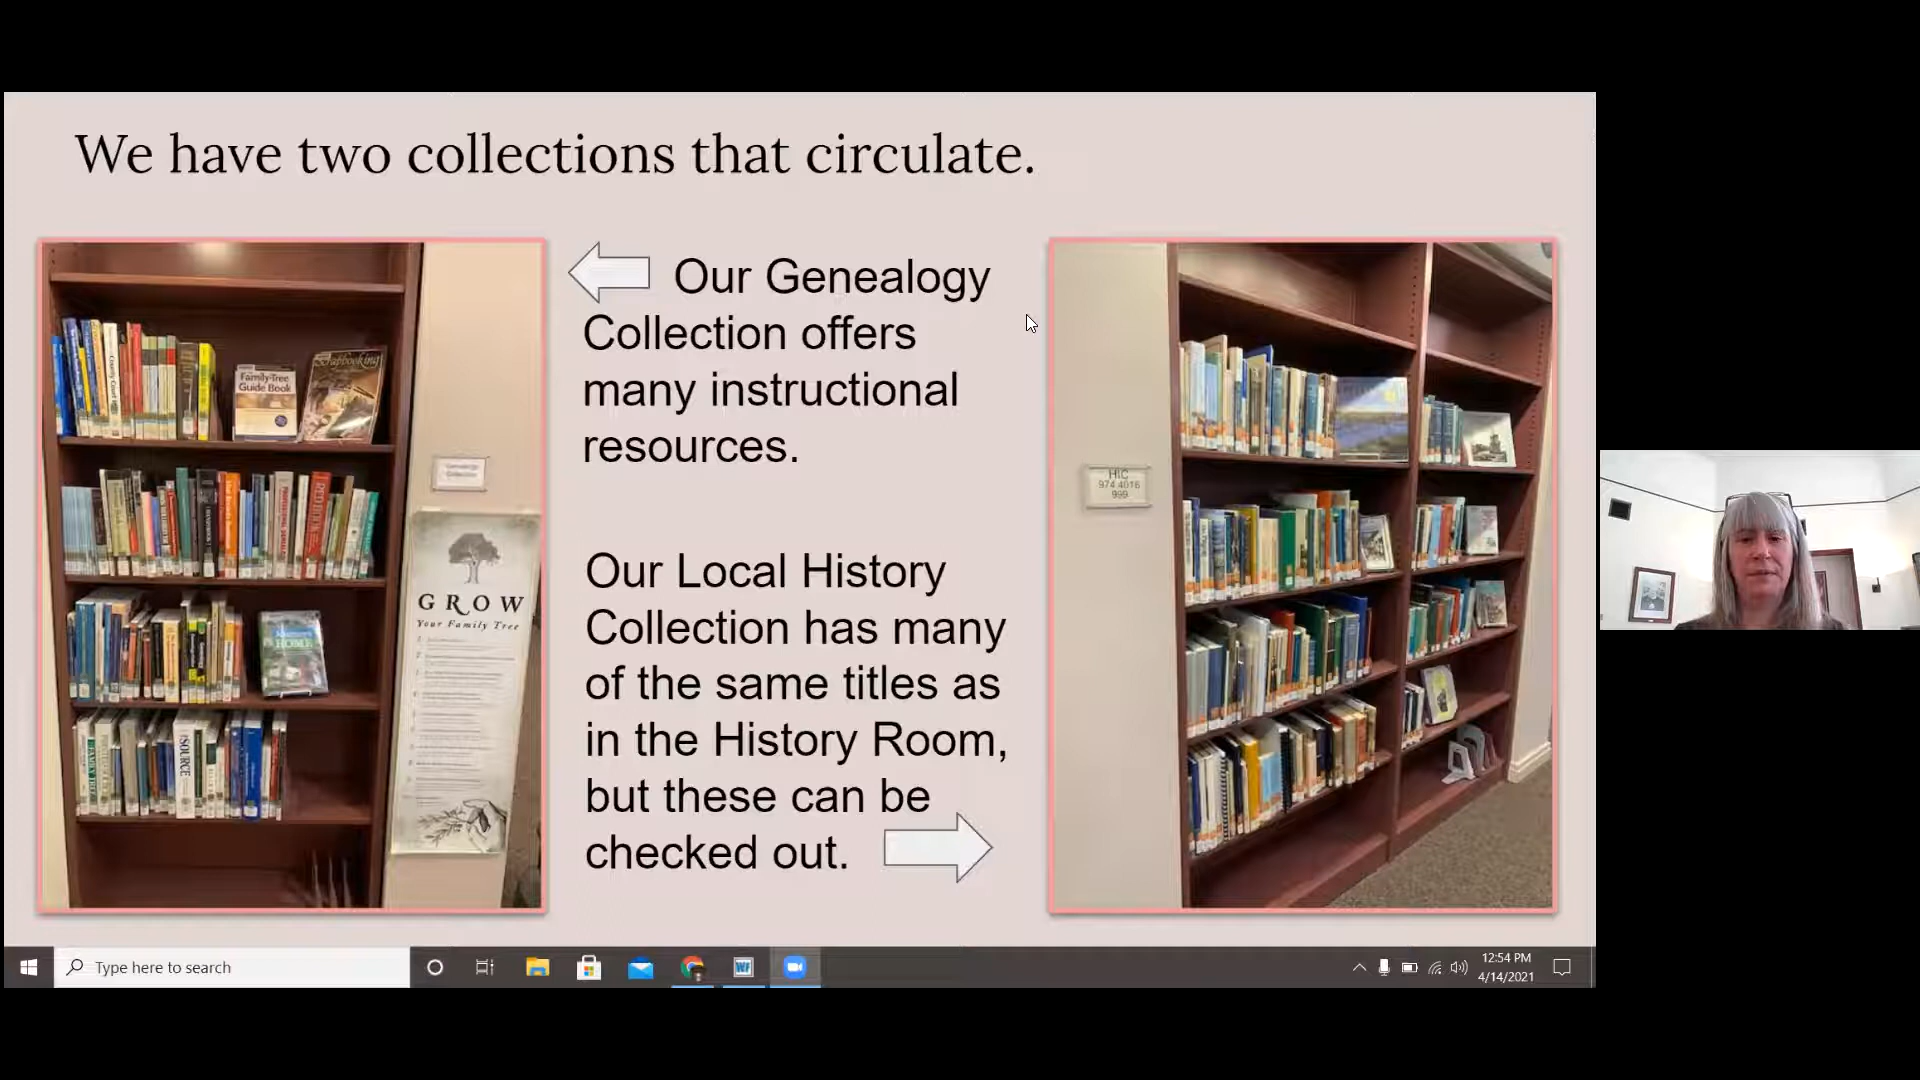 We have two collections that circulate.
Our Genealogy
Collection offers
many instructional
resources.
Our Local History
Collection has many
of the same titles as
in the History Room,
but these can be
checked out.
Family Tree
Guide Book
Scrapbooking
Genealogy
Collection
GROW
Your Family Tree
SOURCE
HIC
974.4016
999
Type here to search
12:54 PM
4/14/2021